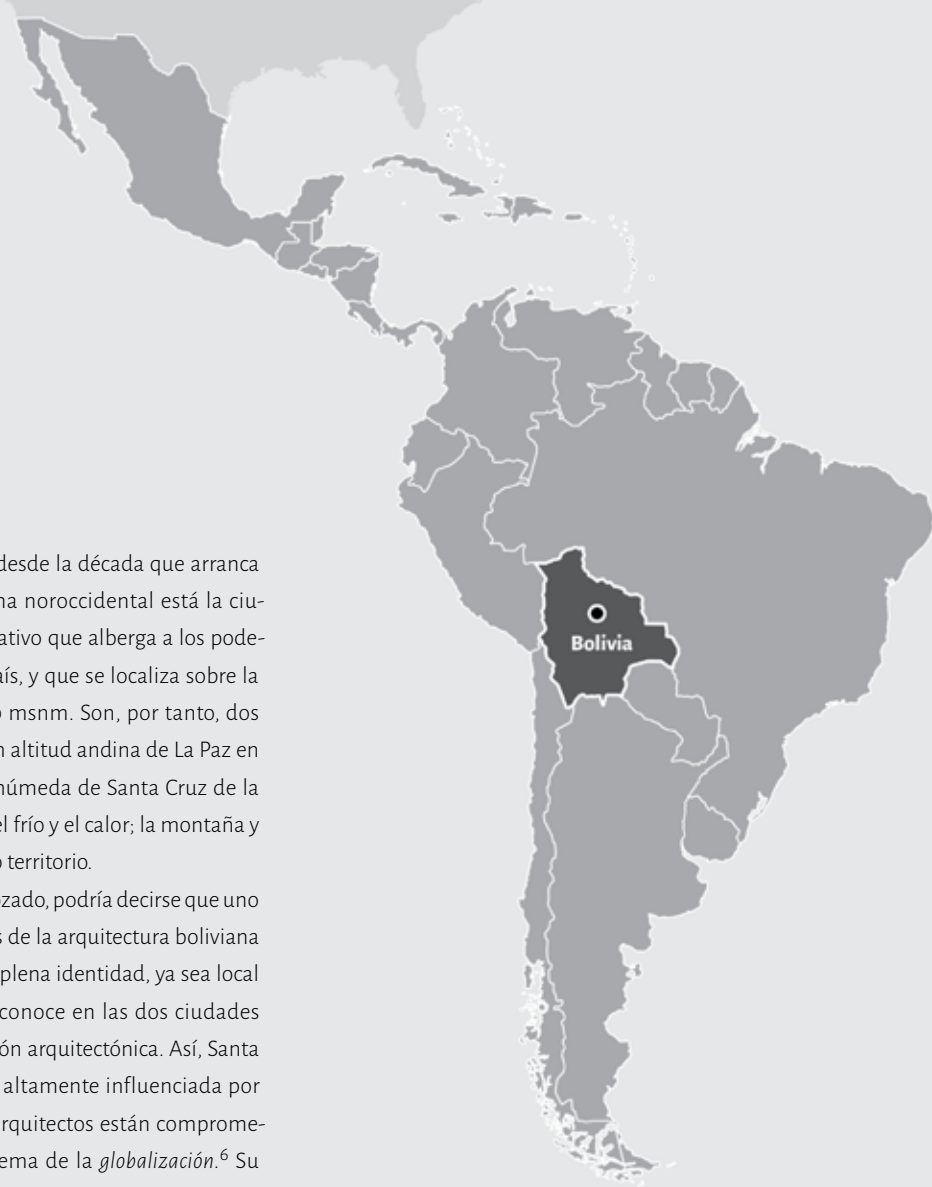 desde la década que arranca
na noroccidental está la ciu-
ativo que alberga a los pode-
aís, y que se localiza sobre la
o msnm. Son, por tanto, dos
n altitud andina de La Paz en
húmeda de Santa Cruz de la
el frío y el calor; la montaña y
o territorio.
ozado, podría decirse que uno
s de la arquitectura boliviana
plena identidad, ya sea local
conoce en las dos ciudades
ón arquitectónica. Así, Santa
altamente influenciada por
rquitectos están comprome-
ema de la globalización.6 Su
Bolivia